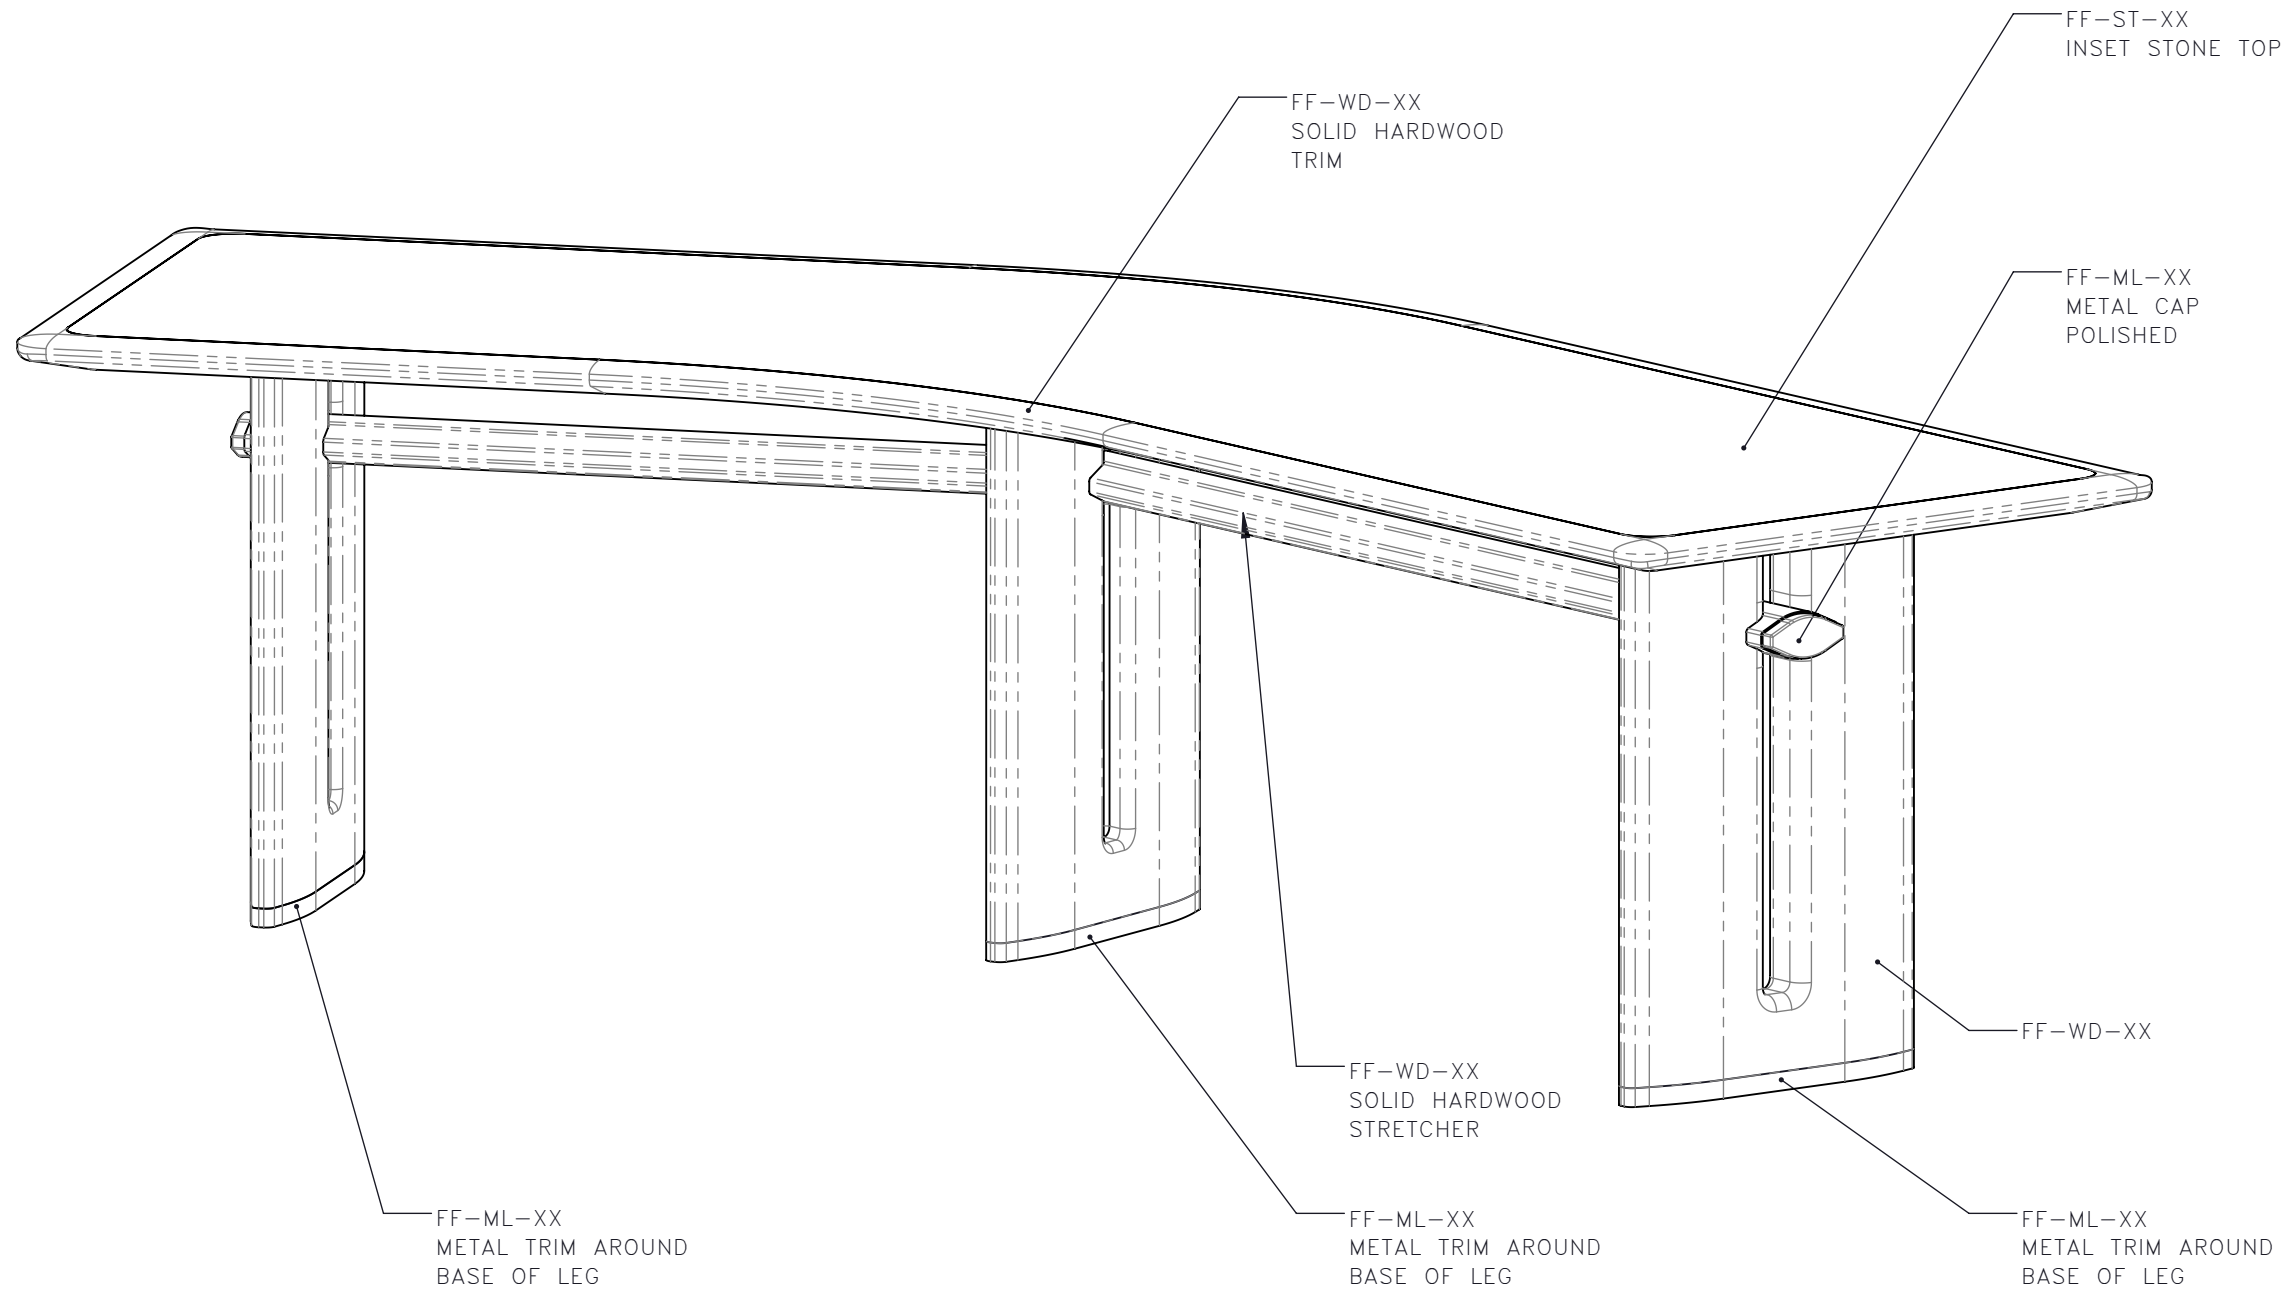 FF-ST-XX
INSET STONE TOP
FF-WD-XX
SOLID HARDWOOD
TRIM
FF-ML-XX
METAL CAP
POLISHED
FF-WD-XX
FF-WD-XX
SOLID HARDWOOD
STRETCHER
FF-ML-XX
METAL TRIM AROUND
BASE OF LEG
FF-ML-XX
METAL TRIM AROUND
BASE OF LEG
FF-ML-XX
METAL TRIM AROUND
BASE OF LEG